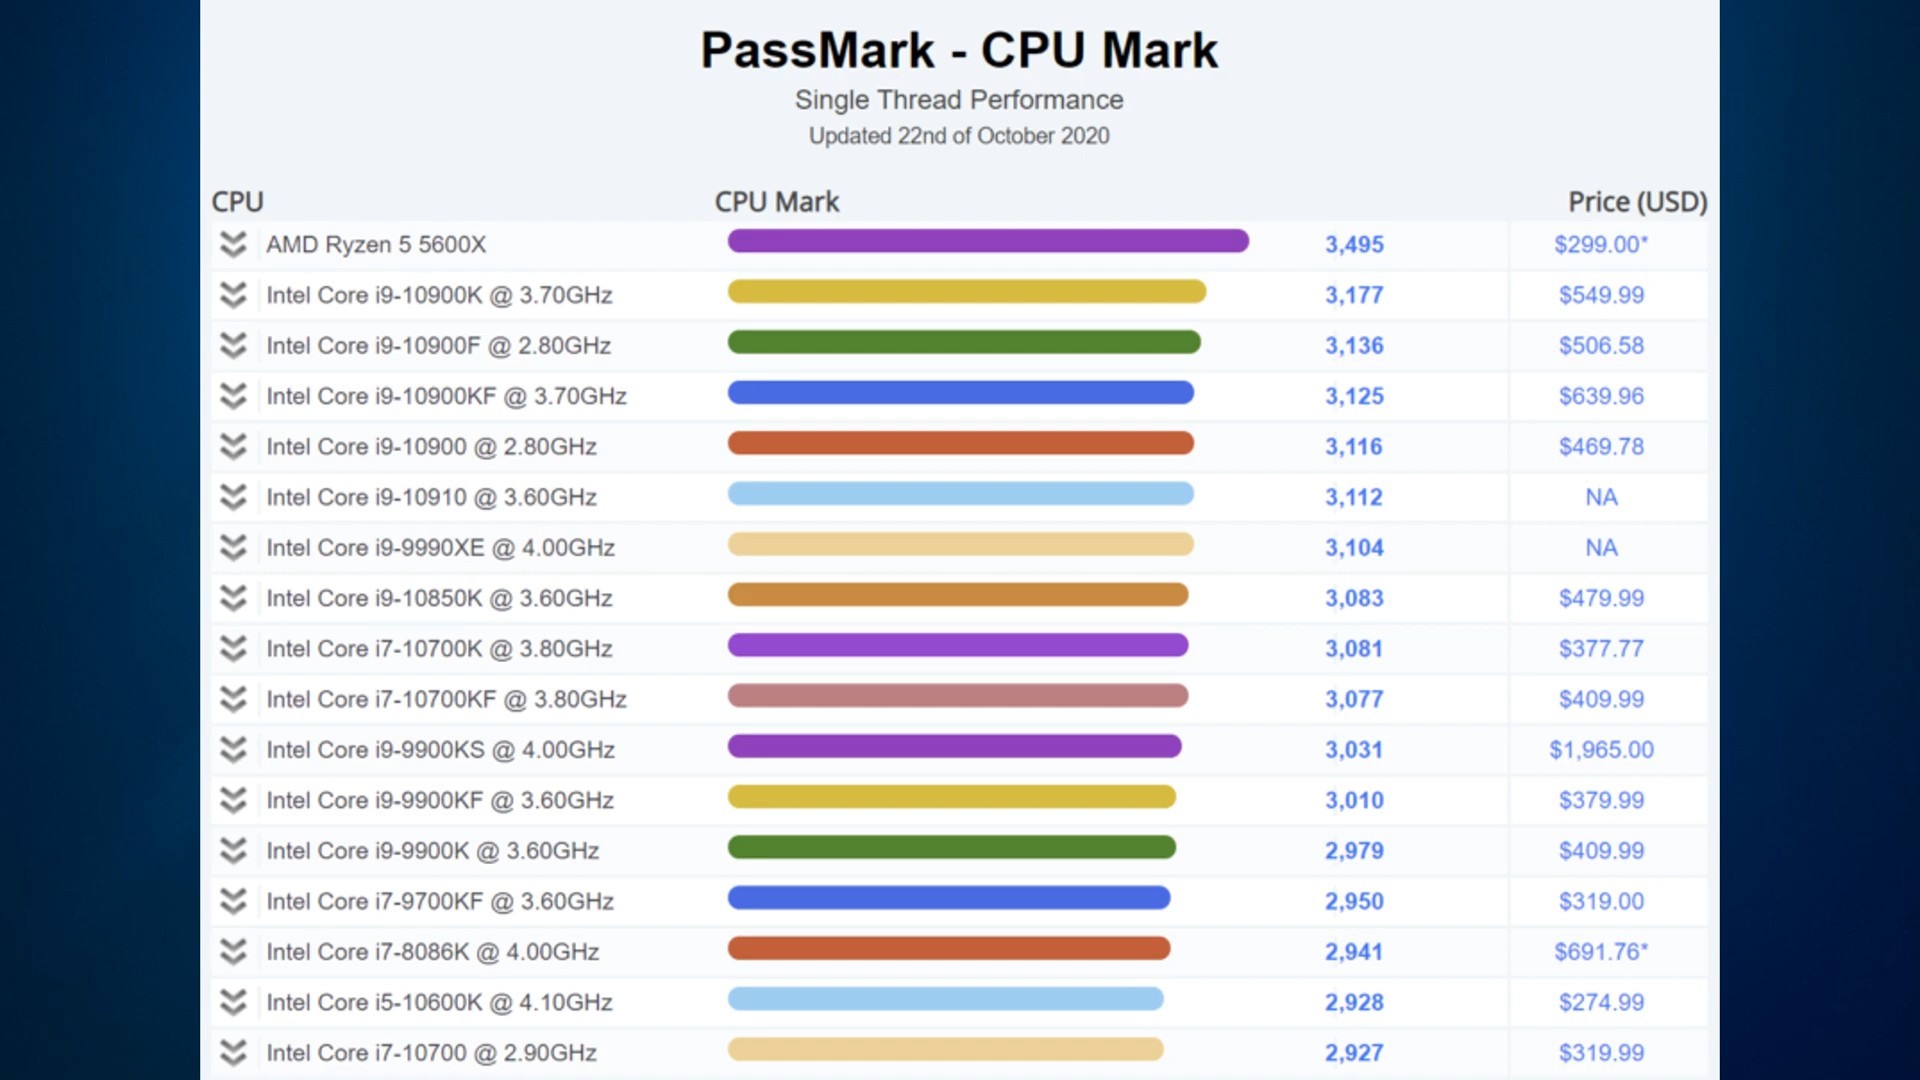 PassMark - CPU Mark
Single Thread Performance
Updated 22nd of October 2020
CPU CPU Mark Price (USD)
AMD Ryzen 5 5600X 3,495 $299.00*
Intel Core i9-10900K @ 3.70GHz 3,177 $549.99
Intel Core i9-10900F @ 2.80GHz 3,136 $506.58
Intel Core i9-10900KF @ 3.70GHz 3,125 $639.96
Intel Core i9-10900 @ 2.80GHz 3,116 $469.78
Intel Core i9-10910 @ 3.60GHz 3,112 NA
Intel Core i9-9990XE @ 4.00GHz 3,104 NA
Intel Core i9-10850K @ 3.60GHz 3,083 $479.99
Intel Core i7-10700K @ 3.80GHz 3,081 $377.77
Intel Core i7-10700KF @ 3.80GHz 3,077 $409.99
Intel Core i9-9900KS @ 4.00GHz 3,031 $1,965.00
Intel Core i9-9900KF @ 3.60GHz 3,010 $379.99
Intel Core i9-9900K @ 3.60GHz 2,979 $409.99
Intel Core i7-9700KF @ 3.60GHz 2,950 $319.00
Intel Core i7-8086K @ 4.00GHz 2,941 $691.76*
Intel Core i5-10600K @ 4.10GHz 2,928 $274.99
Intel Core i7-10700 @ 2.90GHz 2,927 $319.99